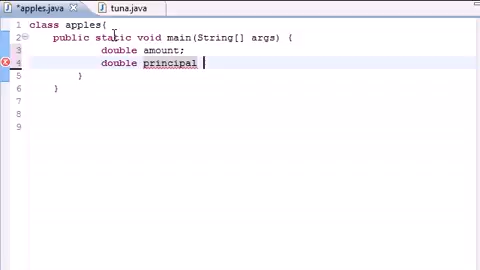 *apples.java tuna.java
1 class apples{
2 public static void main(String[] args) {
3 double amount;
4 double principal
5 }
6 }
7
8
9